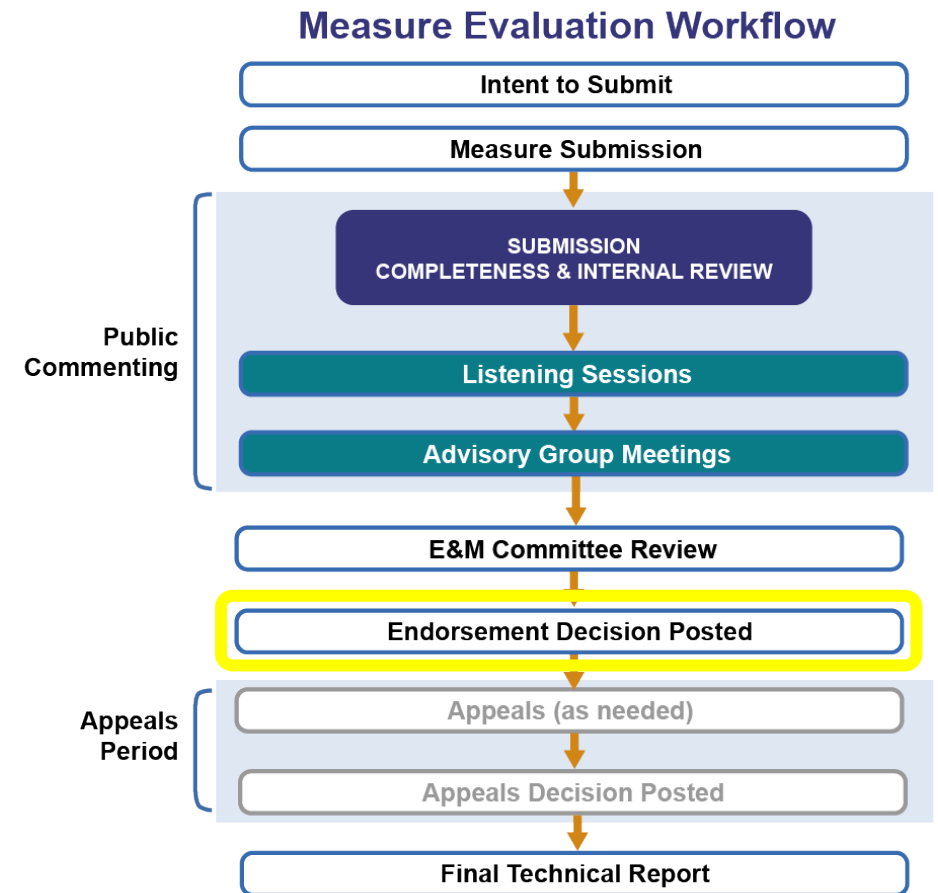 Measure Evaluation Workflow
Intent to Submit
Measure Submission
SUBMISSION
COMPLETENESS & INTERNAL REVIEW
Public
Commenting
Listening Sessions
Advisory Group Meetings
E&M Committee Review
Endorsement Decision Posted
Appeals (as needed)
Appeals
Period
Appeals Decision Posted
Final Technical Report